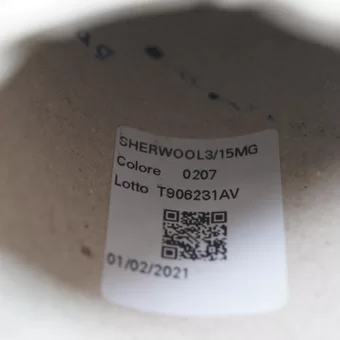 SHERWOOL3/15MG
Colore 0207
Lotto T906231AV
01/02/2021